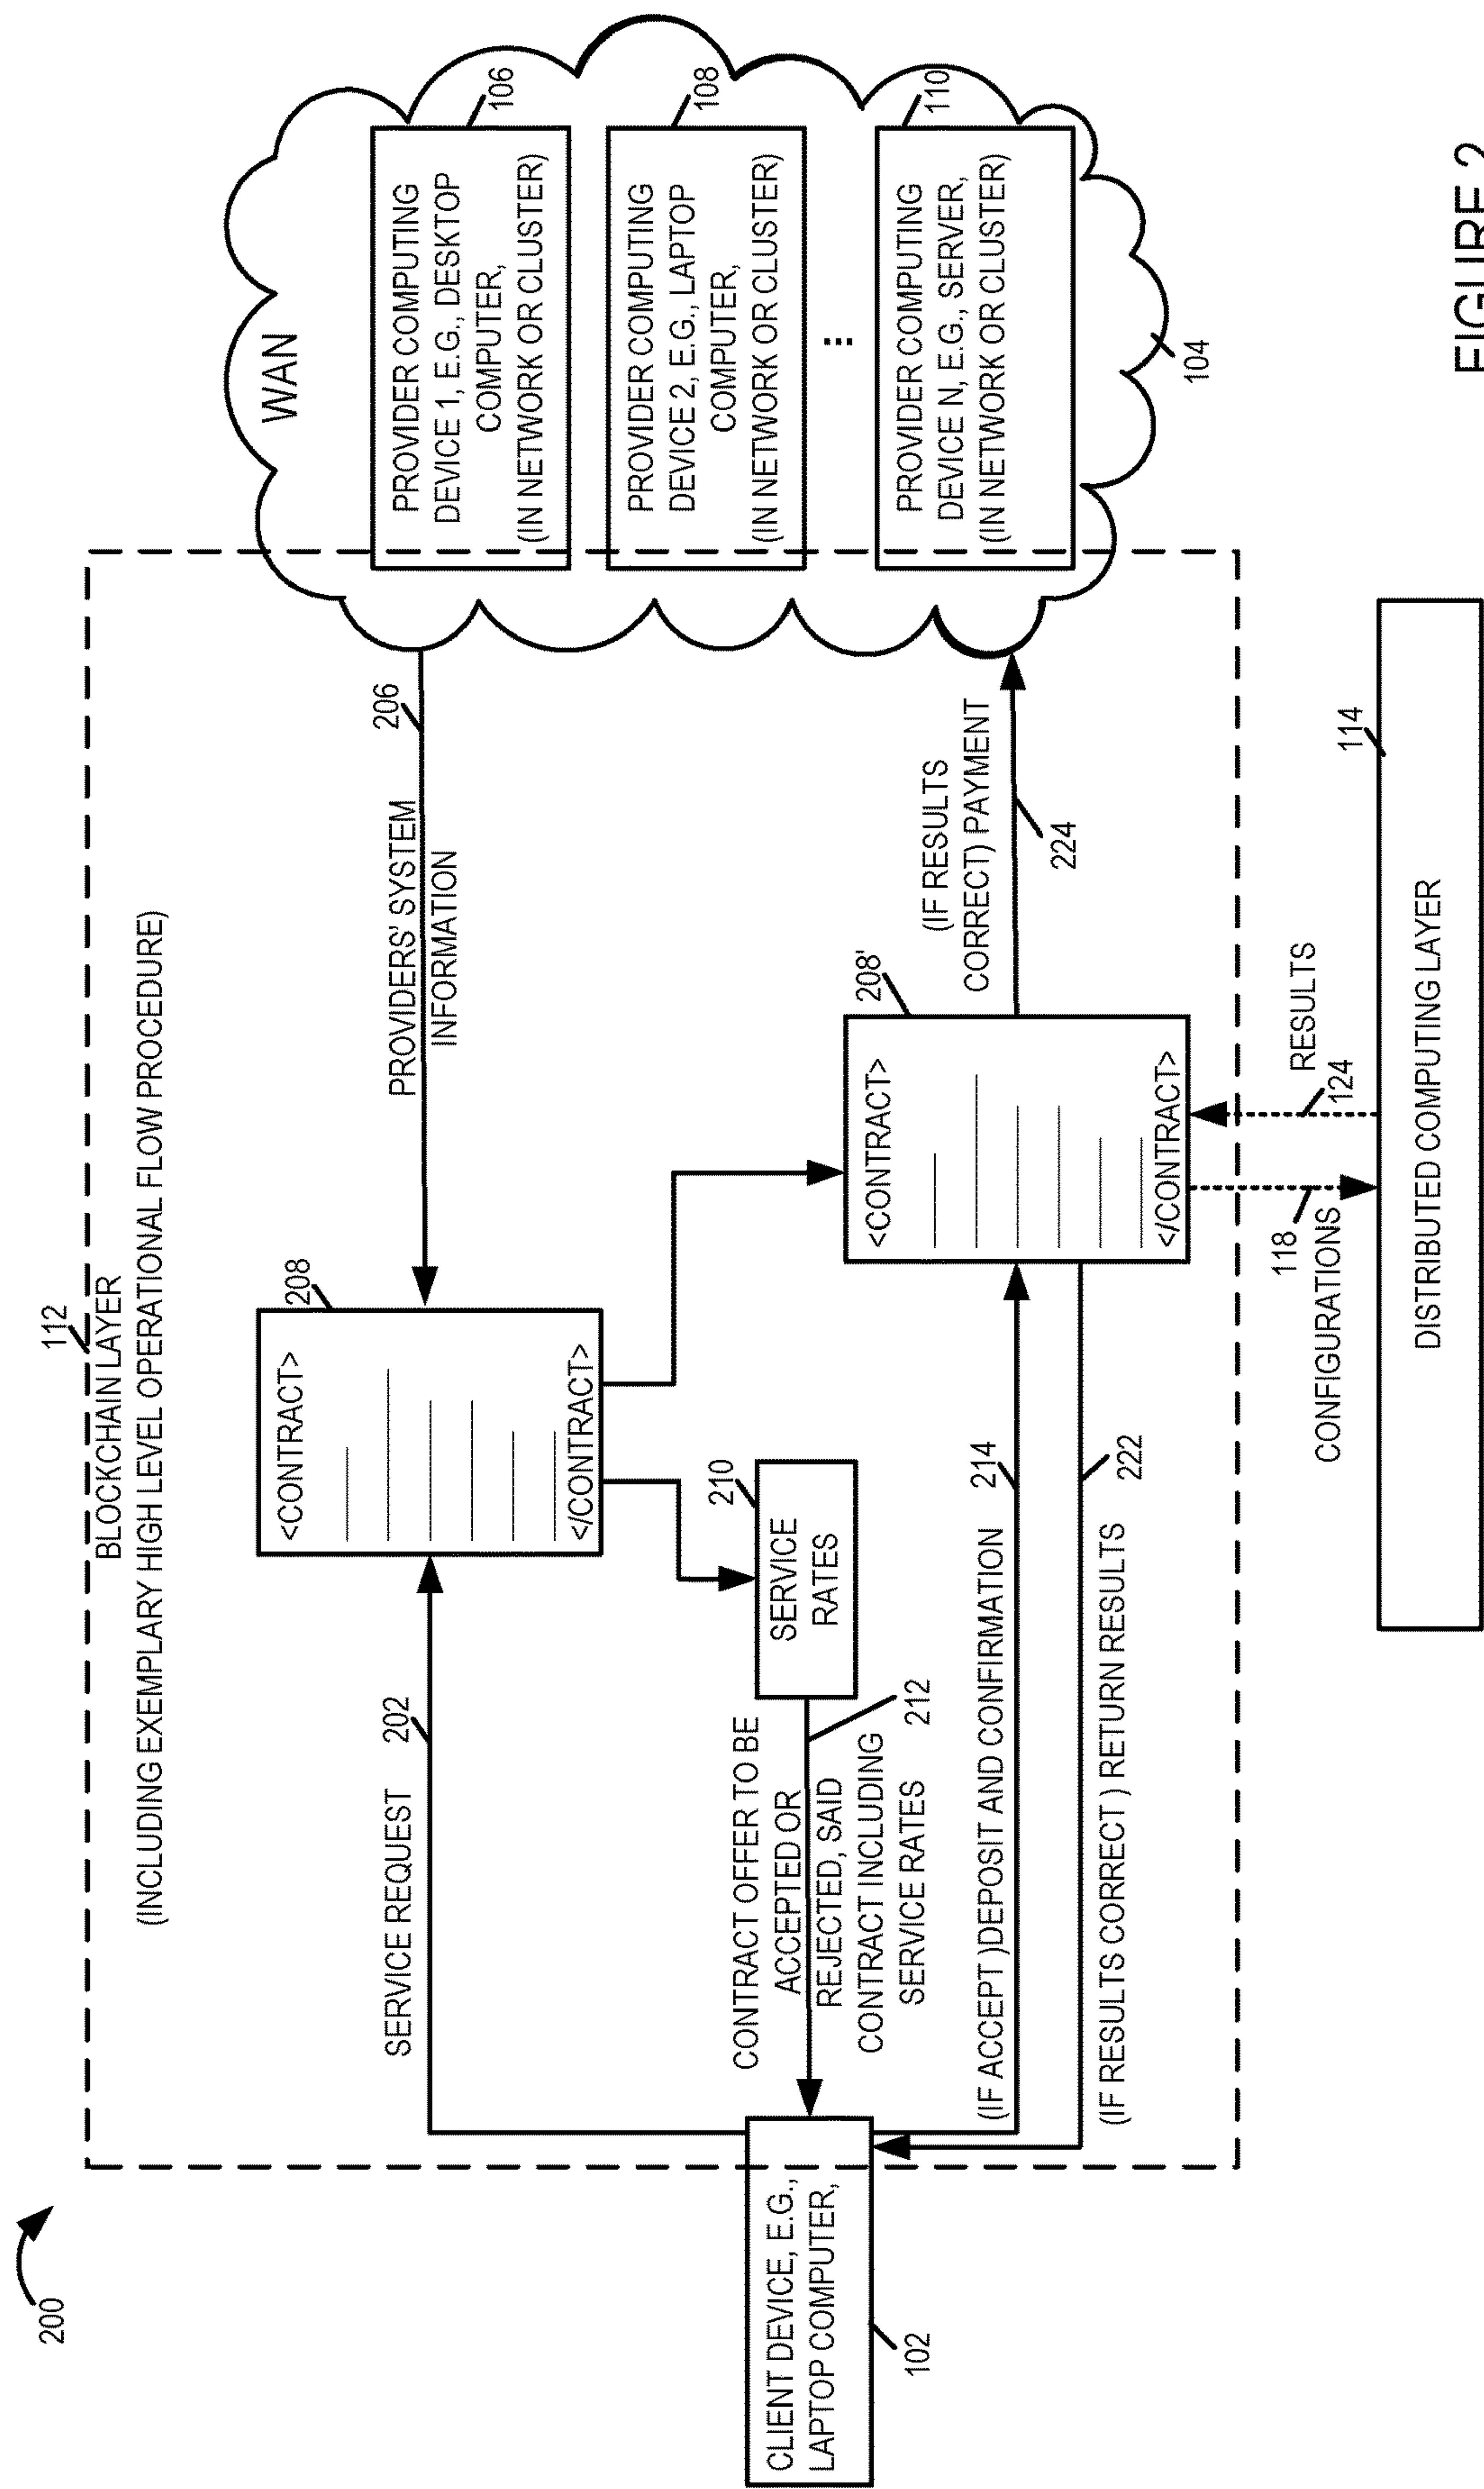 200
112
BLOCKCHAIN LAYER
(INCLUDING EXEMPLARY HIGH LEVEL OPERATIONAL FLOW PROCEDURE)
WAN
SERVICE REQUEST
202
208
<CONTRACT>
</CONTRACT>
PROVIDERS' SYSTEM
INFORMATION
206
PROVIDER COMPUTING
DEVICE 1, E.G., DESKTOP
COMPUTER,
(IN NETWORK OR CLUSTER)
106
PROVIDER COMPUTING
DEVICE 2, E.G., LAPTOP
COMPUTER,
(IN NETWORK OR CLUSTER)
108
...
PROVIDER COMPUTING
DEVICE N, E.G., SERVER,
(IN NETWORK OR CLUSTER)
110
104
CLIENT DEVICE, E.G.,
LAPTOP COMPUTER,
102
CONTRACT OFFER TO BE
ACCEPTED OR
REJECTED, SAID
CONTRACT INCLUDING
SERVICE RATES
212
210
SERVICE
RATES
208'
<CONTRACT>
</CONTRACT>
(IF RESULTS
CORRECT) PAYMENT
224
(IF ACCEPT )DEPOSIT AND CONFIRMATION
214
(IF RESULTS CORRECT ) RETURN RESULTS
222
118
CONFIGURATIONS
RESULTS
124
114
DISTRIBUTED COMPUTING LAYER
FIGURE 2